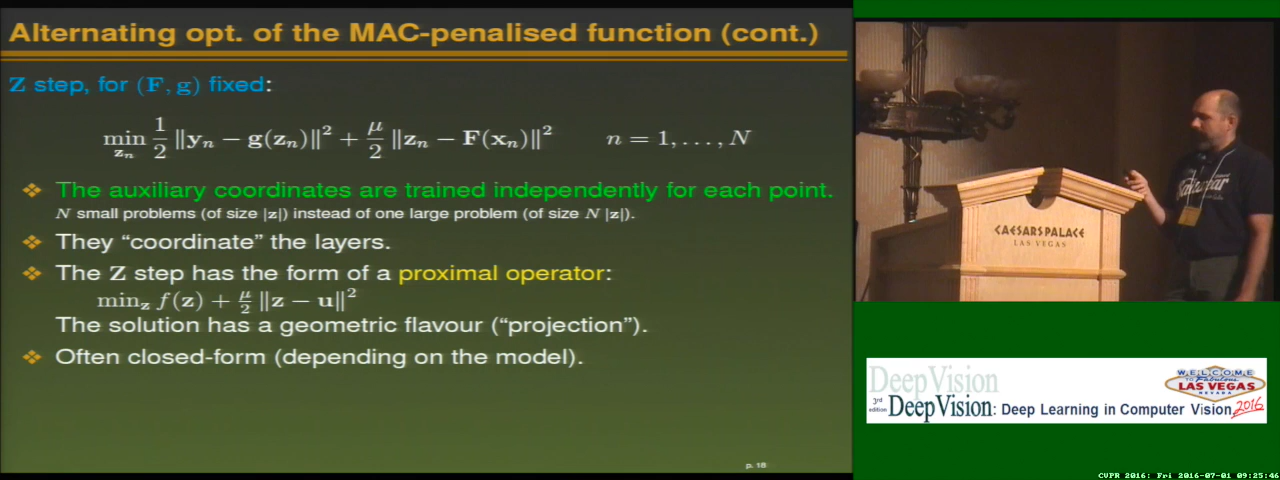 Alternating opt. of the MAC-penalised function (cont.)
Z step, for (F, g) fixed:
min_{z_n} 1/2 ‖y_n − g(z_n)‖² + μ/2 ‖z_n − F(x_n)‖² n = 1, . . . , N
❖ The auxiliary coordinates are trained independently for each point.
N small problems (of size |z|) instead of one large problem (of size N |z|).
❖ They “coordinate” the layers.
❖ The Z step has the form of a proximal operator:
min_z f(z) + μ/2 ‖z − u‖²
The solution has a geometric flavour (“projection”).
❖ Often closed-form (depending on the model).
p. 18
CAESARS PALACE
LAS VEGAS
DeepVision
WELCOME
TO Fabulous
LAS VEGAS
NEVADA
3rd
edition
DeepVision: Deep Learning in Computer Vision 2016
CVPR 2016: Fri 2016-07-01 09:25:46